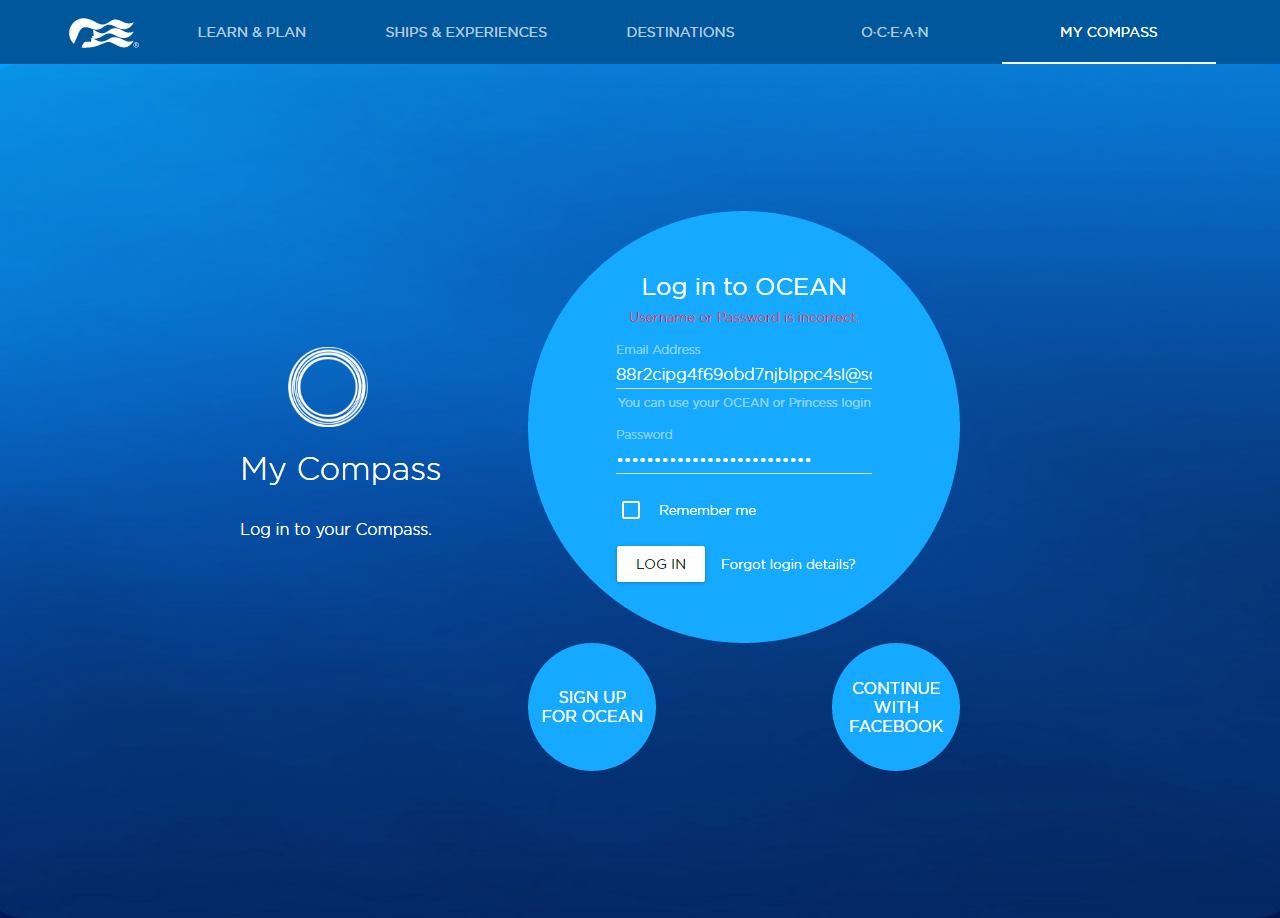 LEARN & PLAN
SHIPS & EXPERIENCES
DESTINATIONS
O·C·E·A·N
MY COMPASS
®
Log in to OCEAN
Username or Password is incorrect
Email Address
88r2cipg4f69obd7njblppc4sl@
You can use your OCEAN or Princess login
Password
Remember me
LOG IN
Forgot login details?
My Compass
Log in to your Compass.
SIGN UP
FOR OCEAN
CONTINUE
WITH
FACEBOOK